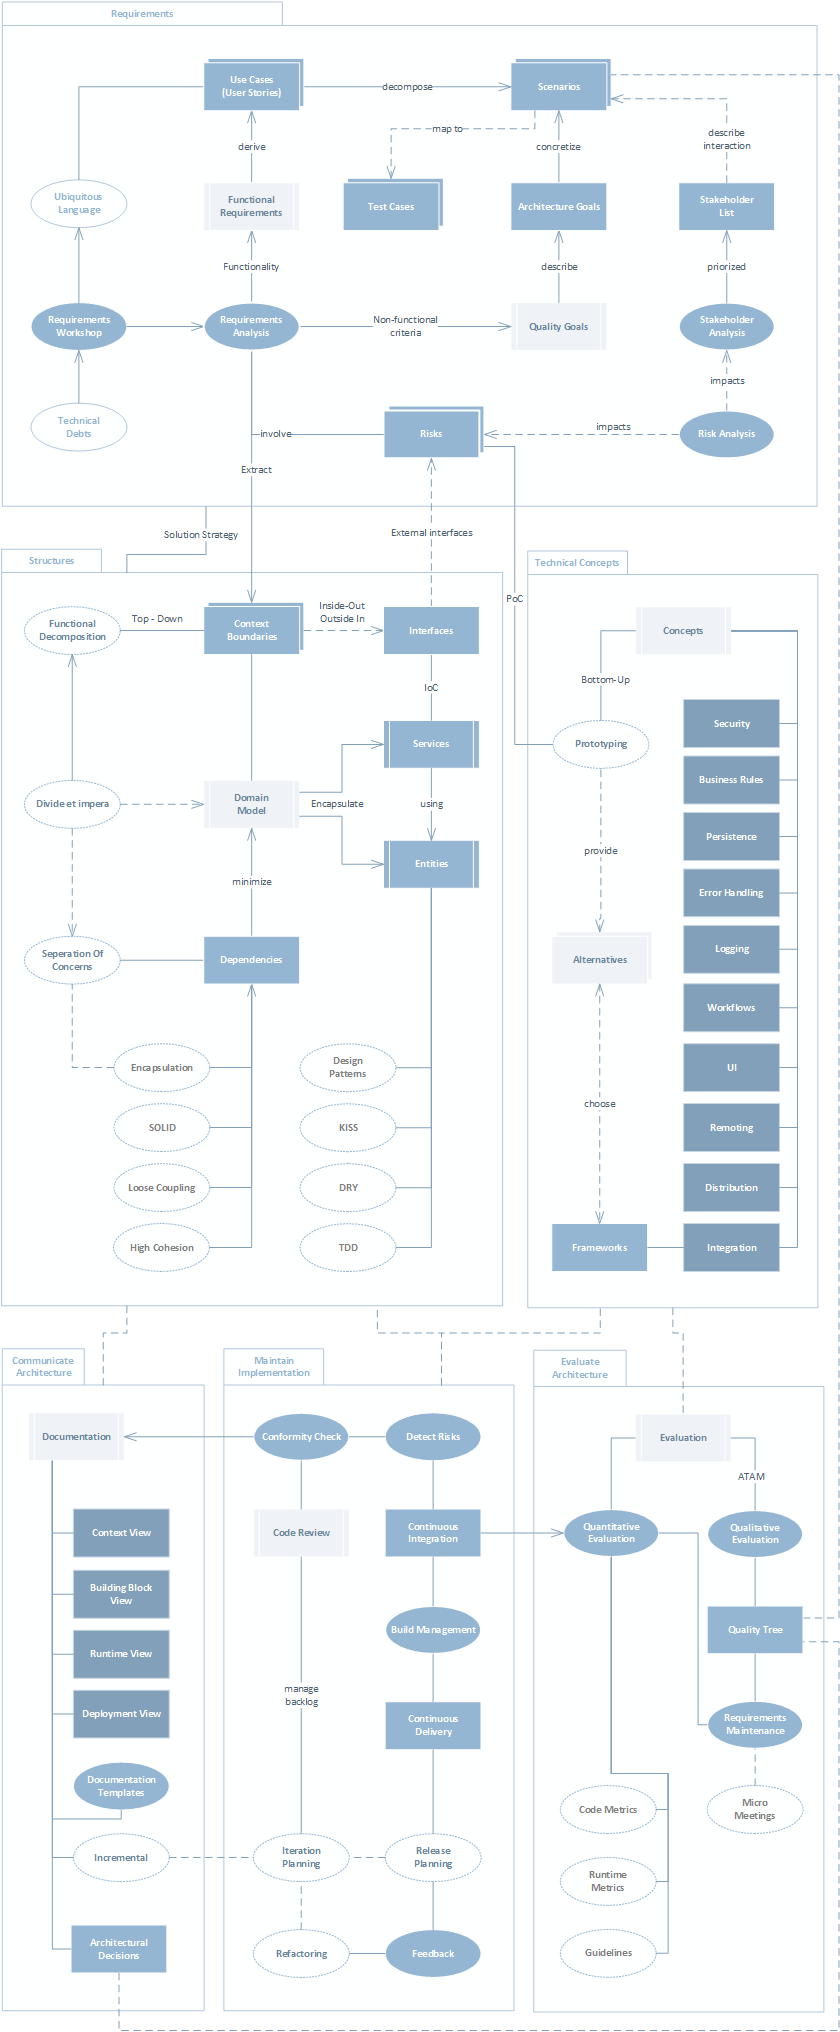 Requirements
Use Cases
(User Stories)
decompose
Scenarios
map to
derive
concretize
describe
interaction
Ubiquitous
Language
Functional
Requirements
Test Cases
Architecture Goals
Stakeholder
List
Functionality
describe
priorized
Requirements
Workshop
Requirements
Analysis
Non-functional
criteria
Quality Goals
Stakeholder
Analysis
impacts
Technical
Debts
involve
Risks
impacts
Risk Analysis
Extract
Solution Strategy
External interfaces
Structures
Technical Concepts
PoC
Functional
Decomposition
Top - Down
Context
Boundaries
Inside-Out
Outside In
Interfaces
Concepts
IoC
Bottom-Up
Security
Services
Prototyping
Business Rules
Divide et impera
Domain
Model
Encapsulate
using
Persistence
provide
Entities
minimize
Error Handling
Seperation Of
Concerns
Dependencies
Alternatives
Logging
Workflows
Encapsulation
Design
Patterns
UI
choose
SOLID
KISS
Remoting
Loose Coupling
DRY
Distribution
High Cohesion
TDD
Frameworks
Integration
Communicate
Architecture
Maintain
Implementation
Evaluate
Architecture
Documentation
Conformity Check
Detect Risks
Evaluation
ATAM
Context View
Code Review
Continuous
Integration
Quantitative
Evaluation
Qualitative
Evaluation
Building Block
View
Runtime View
Build Management
Quality Tree
manage
backlog
Deployment View
Continuous
Delivery
Requirements
Maintenance
Documentation
Templates
Code Metrics
Micro
Meetings
Incremental
Iteration
Planning
Release
Planning
Runtime
Metrics
Architectural
Decisions
Refactoring
Feedback
Guidelines